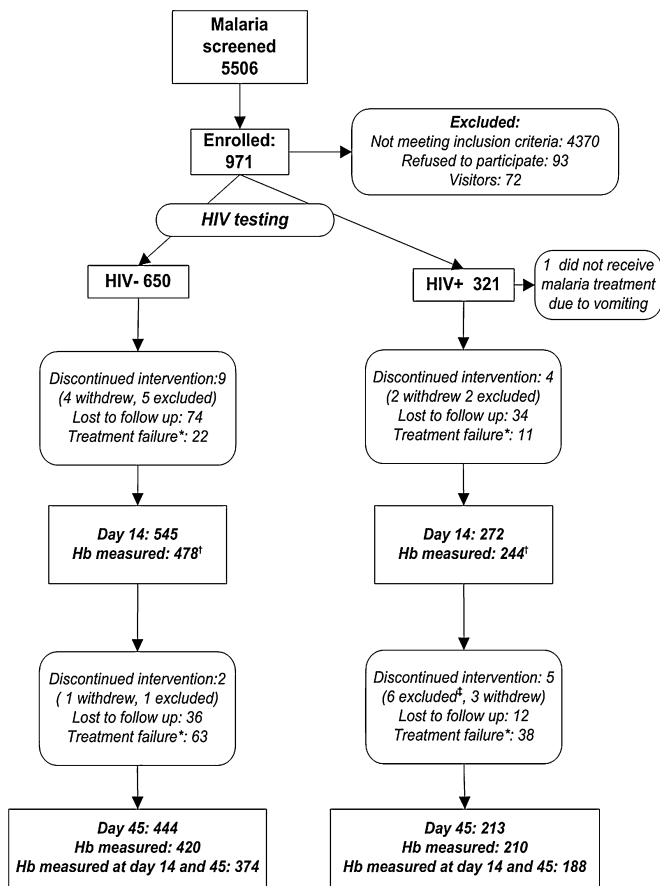 Malaria
screened
5506
Enrolled:
971
Excluded:
Not meeting inclusion criteria: 4370
Refused to participate: 93
Visitors: 72
HIV testing
HIV- 650
HIV+ 321
1 did not receive
malaria treatment
due to vomiting
Discontinued intervention:9
(4 withdrew, 5 excluded)
Lost to follow up: 74
Treatment failure*: 22
Discontinued intervention: 4
(2 withdrew 2 excluded)
Lost to follow up: 34
Treatment failure*: 11
Day 14: 545
Hb measured: 478†
Day 14: 272
Hb measured: 244†
Discontinued intervention:2
( 1 withdrew, 1 excluded)
Lost to follow up: 36
Treatment failure*: 63
Discontinued intervention: 5
(6 excluded‡, 3 withdrew)
Lost to follow up: 12
Treatment failure*: 38
Day 45: 444
Hb measured: 420
Hb measured at day 14 and 45: 374
Day 45: 213
Hb measured: 210
Hb measured at day 14 and 45: 188